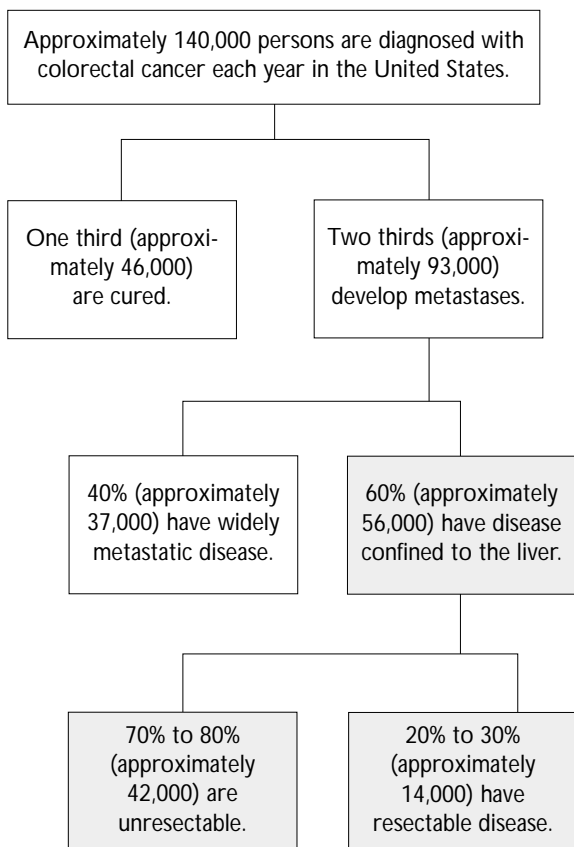 Approximately 140,000 persons are diagnosed with
colorectal cancer each year in the United States.
One third (approxi-
mately 46,000)
are cured.
Two thirds (approxi-
mately 93,000)
develop metastases.
40% (approximately
37,000) have widely
metastatic disease.
60% (approximately
56,000) have disease
confined to the liver.
70% to 80%
(approximately
42,000) are
unresectable.
20% to 30%
(approximately
14,000) have
resectable disease.